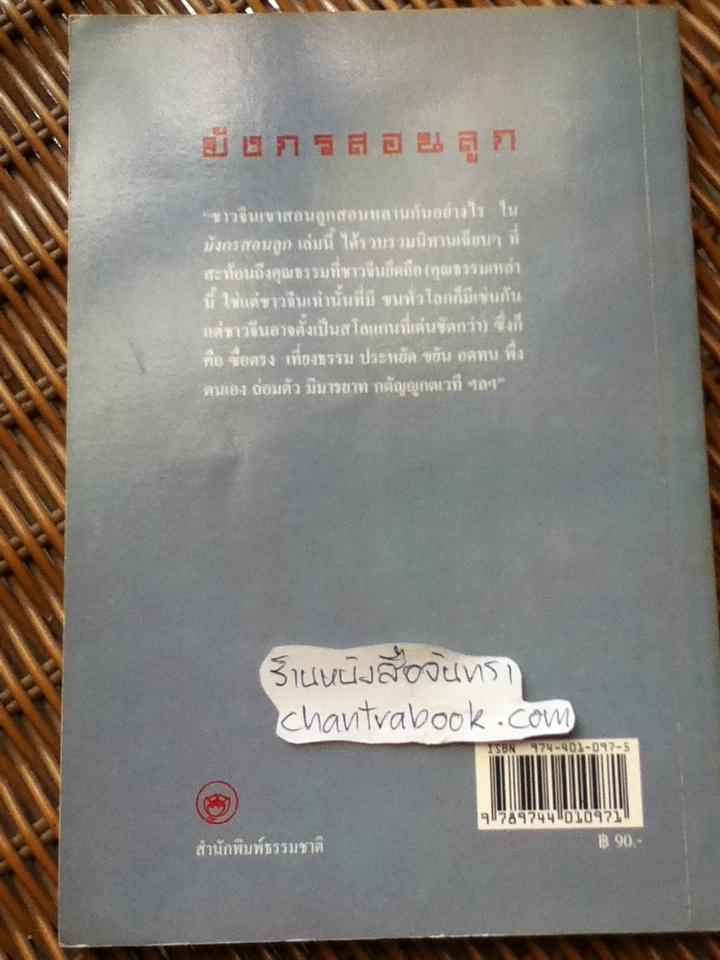 มังกรสอนลูก
"ชาวจีนเขาสอนลูกสอนหลานกันอย่างไร ใน
มังกรสอนลูก เล่มนี้ ได้รวบรวมนิทานเฉียบๆ ที่
สะท้อนถึงคุณธรรมที่ชาวจีนยึดถือ (คุณธรรมเหล่า
นี้ ใช่แต่ชาวจีนเท่านั้นที่มี ชนทั่วโลกก็มีเช่นกัน
แต่ชาวจีนอาจตั้งเป็นสโลแกนที่เด่นชัดกว่า) ซึ่งก็
คือ ซื่อตรง เที่ยงธรรม ประหยัด ขยัน อดทน พึ่ง
ตนเอง ถ่อมตัว มีมารยาท กตัญญูกตเวที ฯลฯ"
ร้านหนังสือจันทรา
chantrabook.com
ISBN 974-401-097-5
9 789744 010971
฿ 90.-
สำนักพิมพ์ธรรมชาติ